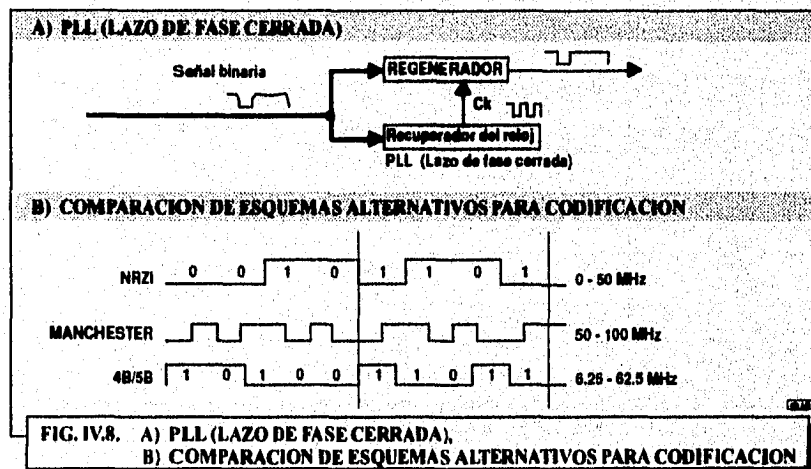 A) PLL (LAZO DE FASE CERRADA)
Señal binaria
REGENERADOR
Ck
Recuperador del reloj
PLL (Lazo de fase cerrada)
B) COMPARACION DE ESQUEMAS ALTERNATIVOS PARA CODIFICACION
NRZI 0 0 1 0 1 1 0 1 0 - 50 MHz
MANCHESTER 50 - 100 MHz
4B/5B 1 0 1 0 0 1 1 0 1 1 6.25 - 62.5 MHz
FIG. IV.8. A) PLL (LAZO DE FASE CERRADA),
B) COMPARACION DE ESQUEMAS ALTERNATIVOS PARA CODIFICACION